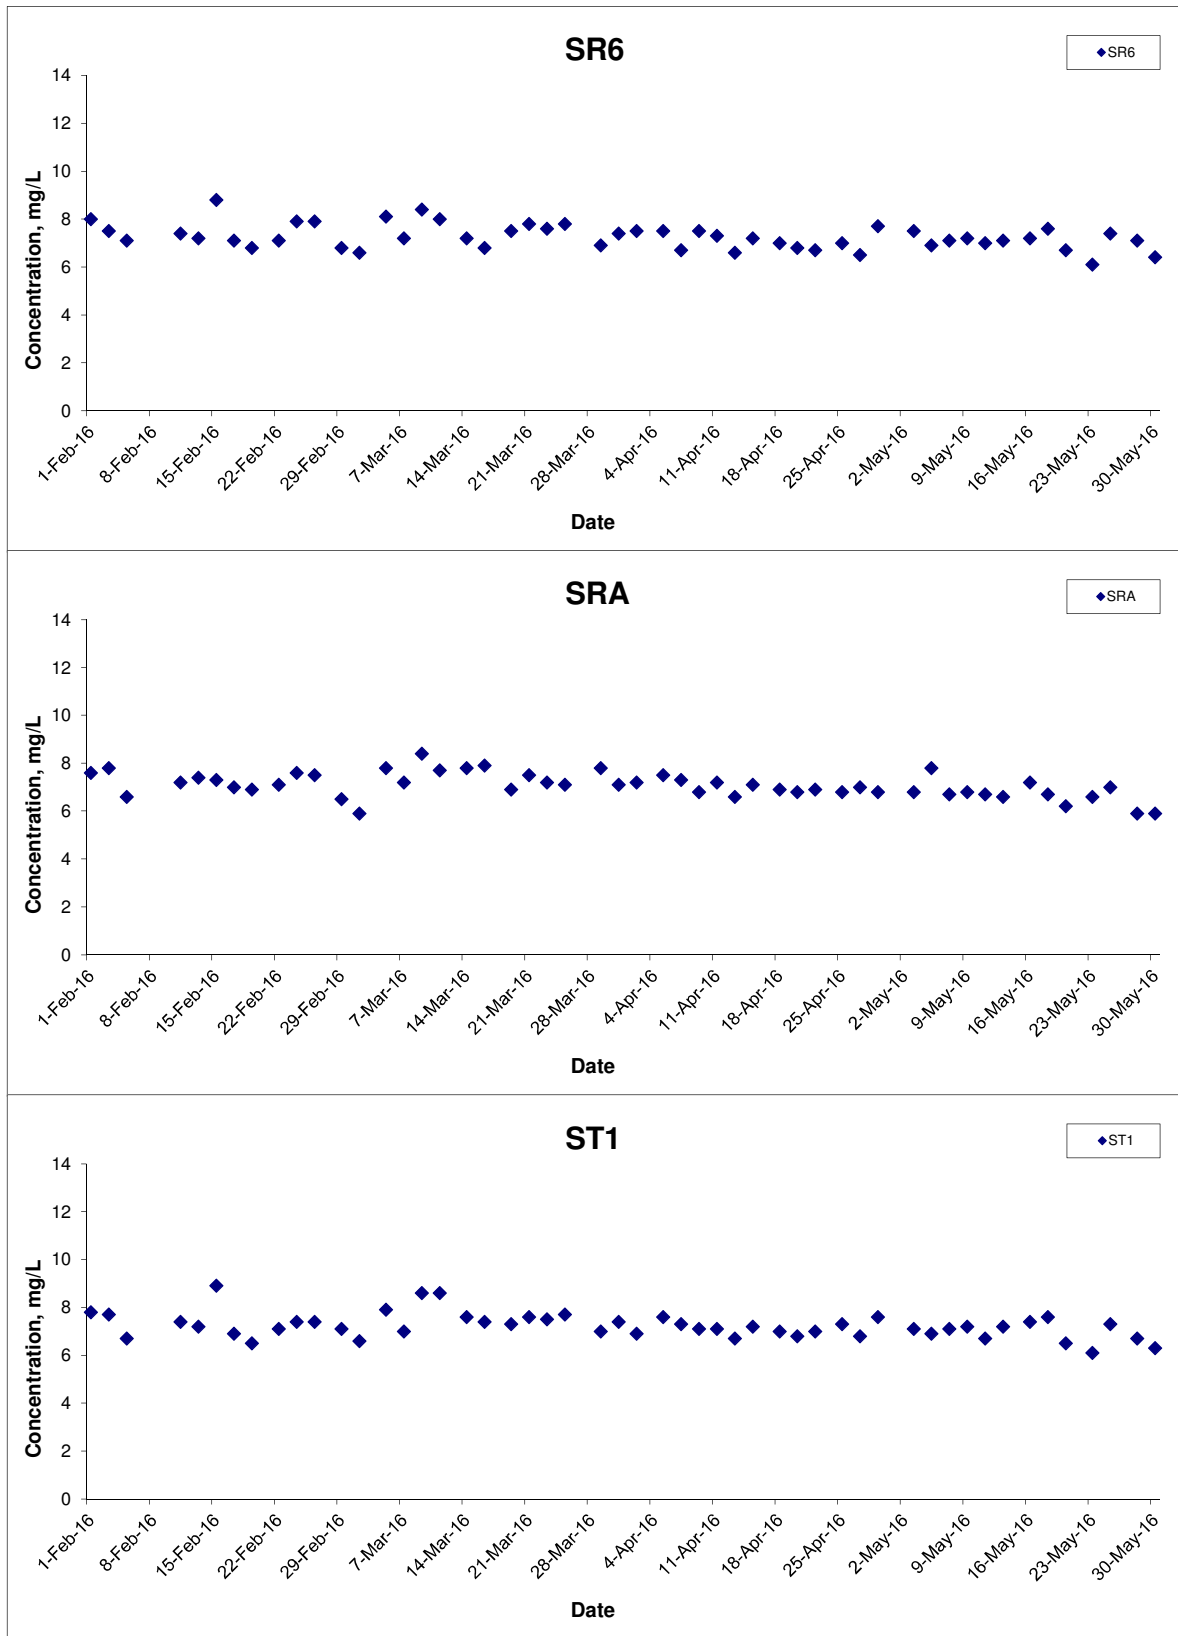 SR6
SR6
Concentration, mg/L
14
12
10
8
6
4
2
0
1-Feb-16
8-Feb-16
15-Feb-16
22-Feb-16
29-Feb-16
7-Mar-16
14-Mar-16
21-Mar-16
28-Mar-16
4-Apr-16
11-Apr-16
18-Apr-16
25-Apr-16
2-May-16
9-May-16
16-May-16
23-May-16
30-May-16
Date
SRA
SRA
Concentration, mg/L
14
12
10
8
6
4
2
0
1-Feb-16
8-Feb-16
15-Feb-16
22-Feb-16
29-Feb-16
7-Mar-16
14-Mar-16
21-Mar-16
28-Mar-16
4-Apr-16
11-Apr-16
18-Apr-16
25-Apr-16
2-May-16
9-May-16
16-May-16
23-May-16
30-May-16
Date
ST1
ST1
Concentration, mg/L
14
12
10
8
6
4
2
0
1-Feb-16
8-Feb-16
15-Feb-16
22-Feb-16
29-Feb-16
7-Mar-16
14-Mar-16
21-Mar-16
28-Mar-16
4-Apr-16
11-Apr-16
18-Apr-16
25-Apr-16
2-May-16
9-May-16
16-May-16
23-May-16
30-May-16
Date